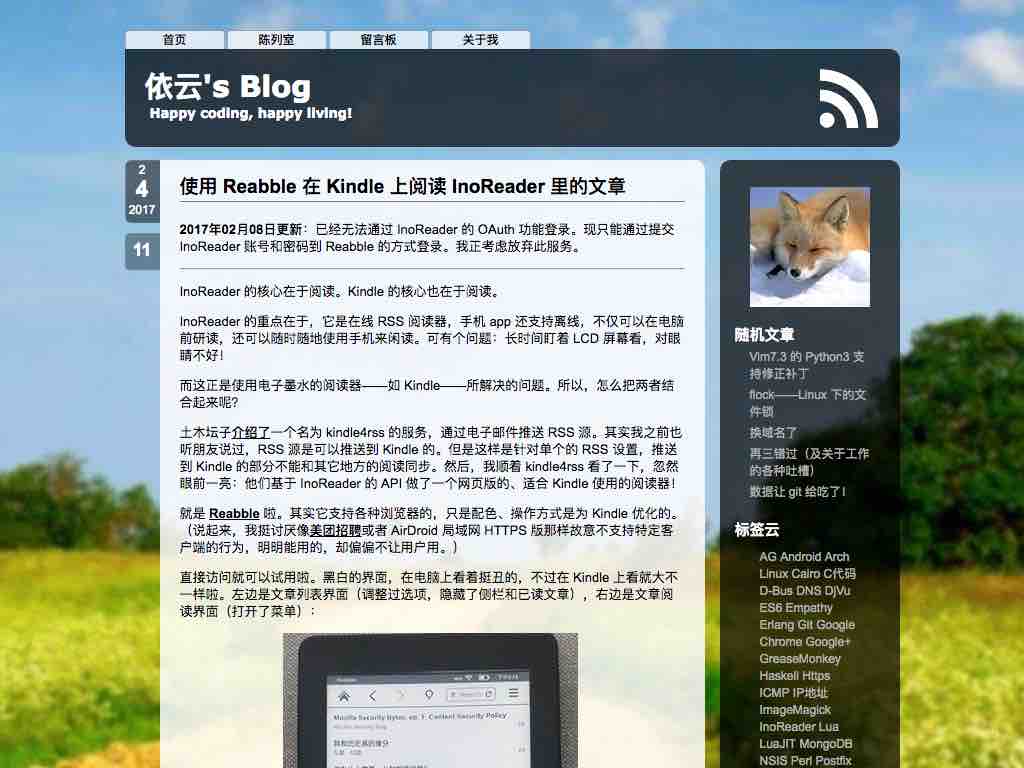 首页
陈列室
留言板
关于我
依云's Blog
Happy coding, happy living!
2
4
2017
11
使用 Reabble 在 Kindle 上阅读 InoReader 里的文章
2017年02月08日更新：已经无法通过 InoReader 的 OAuth 功能登录。现只能通过提交
InoReader 账号和密码到 Reabble 的方式登录。我正考虑放弃此服务。
InoReader 的核心在于阅读。Kindle 的核心也在于阅读。
InoReader 的重点在于，它是在线 RSS 阅读器，手机 app 还支持离线，不仅可以在电脑
前研读，还可以随时随地使用手机来闲读。可有个问题：长时间盯着 LCD 屏幕看，对眼
睛不好！
而这正是使用电子墨水的阅读器——如 Kindle——所解决的问题。所以，怎么把两者结
合起来呢？
土木坛子介绍了一个名为 kindle4rss 的服务，通过电子邮件推送 RSS 源。其实我之前也
听朋友说过，RSS 源是可以推送到 Kindle 的。但是这样是针对单个的 RSS 设置，推送
到 Kindle 的部分不能和其它地方的阅读同步。然后，我顺着 kindle4rss 看了一下，忽然
眼前一亮：他们基于 InoReader 的 API 做了一个网页版的、适合 Kindle 使用的阅读器！
就是 Reabble 啦。其实它支持各种浏览器的，只是配色、操作方式是为 Kindle 优化的。
（说起来，我挺讨厌像美团招聘或者 AirDroid 局域网 HTTPS 版那样故意不支持特定客
户端的行为，明明能用的，却偏偏不让用户用。）
直接访问就可以试用啦。黑白的界面，在电脑上看着挺丑的，不过在 Kindle 上看就大不
一样啦。左边是文章列表界面（调整过选项，隐藏了侧栏和已读文章），右边是文章阅
读界面（打开了菜单）：
Mozilla Security Bytes, ep. 1: Content Security Policy
随机文章
Vim7.3 的 Python3 支
持修正补丁
flock——Linux 下的文
件锁
换域名了
再三错过（及关于工作
的各种吐槽）
数据让 git 给吃了！
标签云
AG Android Arch
Linux Cairo C代码
D-Bus DNS DjVu
ES6 Empathy
Erlang Git Google
Chrome Google+
GreaseMonkey
Haskell Https
ICMP IP地址
ImageMagick
InoReader Lua
LuaJIT MongoDB
NSIS Perl Postfix